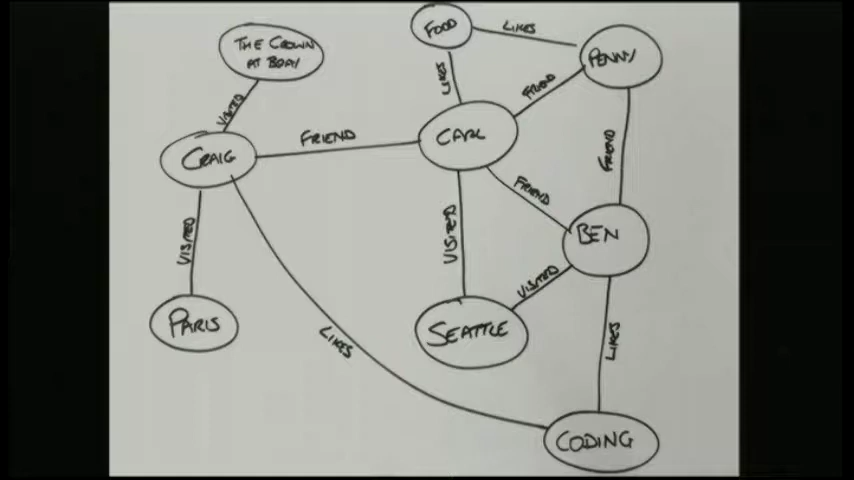 FOOD
LIKES
THE CROWN
AT BRAY
PENNY
LIKES
FRIEND
VISITED
CARL
FRIEND
CRAIG
FRIEND
FRIEND
VISITED
VISITED
BEN
VISITED
PARIS
SEATTLE
LIKES
LIKES
CODING